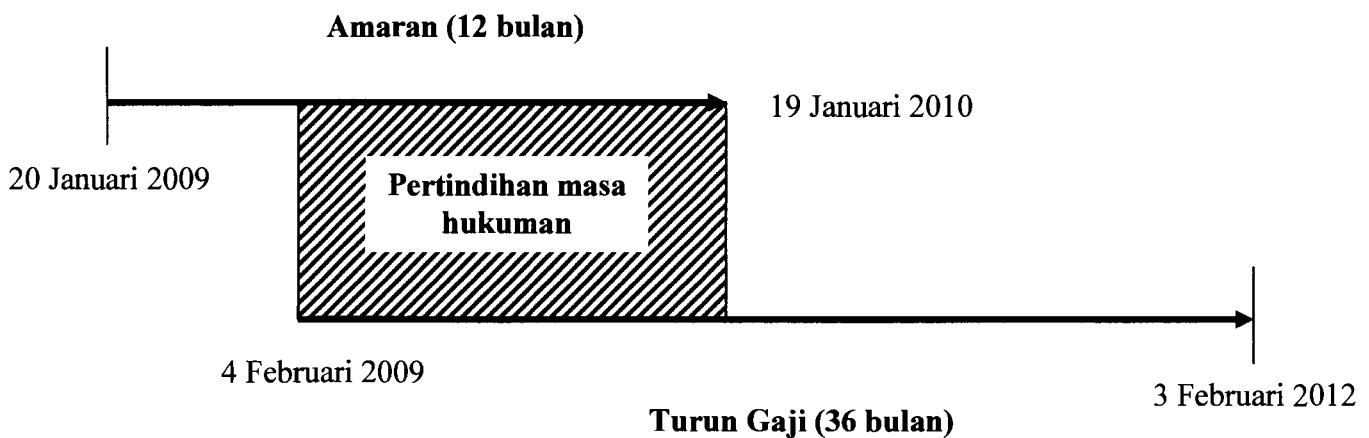 Amaran (12 bulan)
19 Januari 2010
20 Januari 2009
Pertindihan masa
hukuman
4 Februari 2009
3 Februari 2012
Turun Gaji (36 bulan)